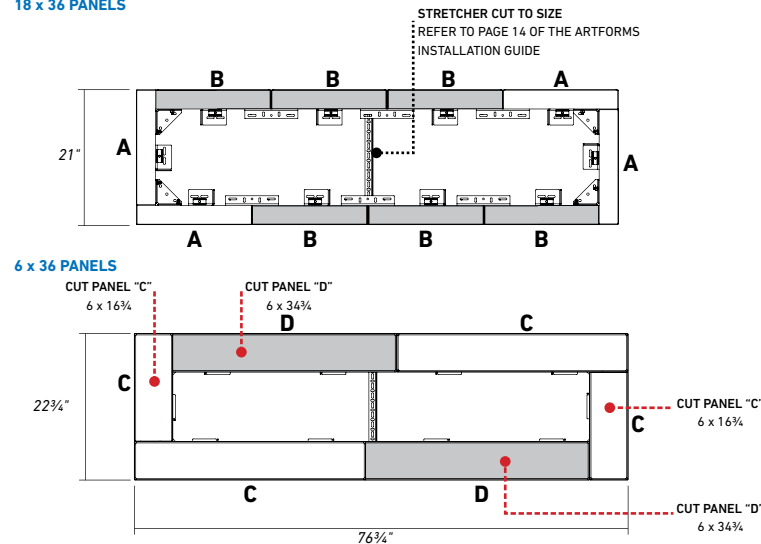 18 x 36 PANELS
STRETCHER CUT TO SIZE
REFER TO PAGE 14 OF THE ARTFORMS
INSTALLATION GUIDE
B B B A
A
21"
A
A B B B
6 x 36 PANELS
CUT PANEL "C"
6 x 16¾
CUT PANEL "D"
6 x 34¾
D C
C
22¾"
CUT PANEL "C"
6 x 16¾
C
C D
CUT PANEL "D"
6 x 34¾
76¾"